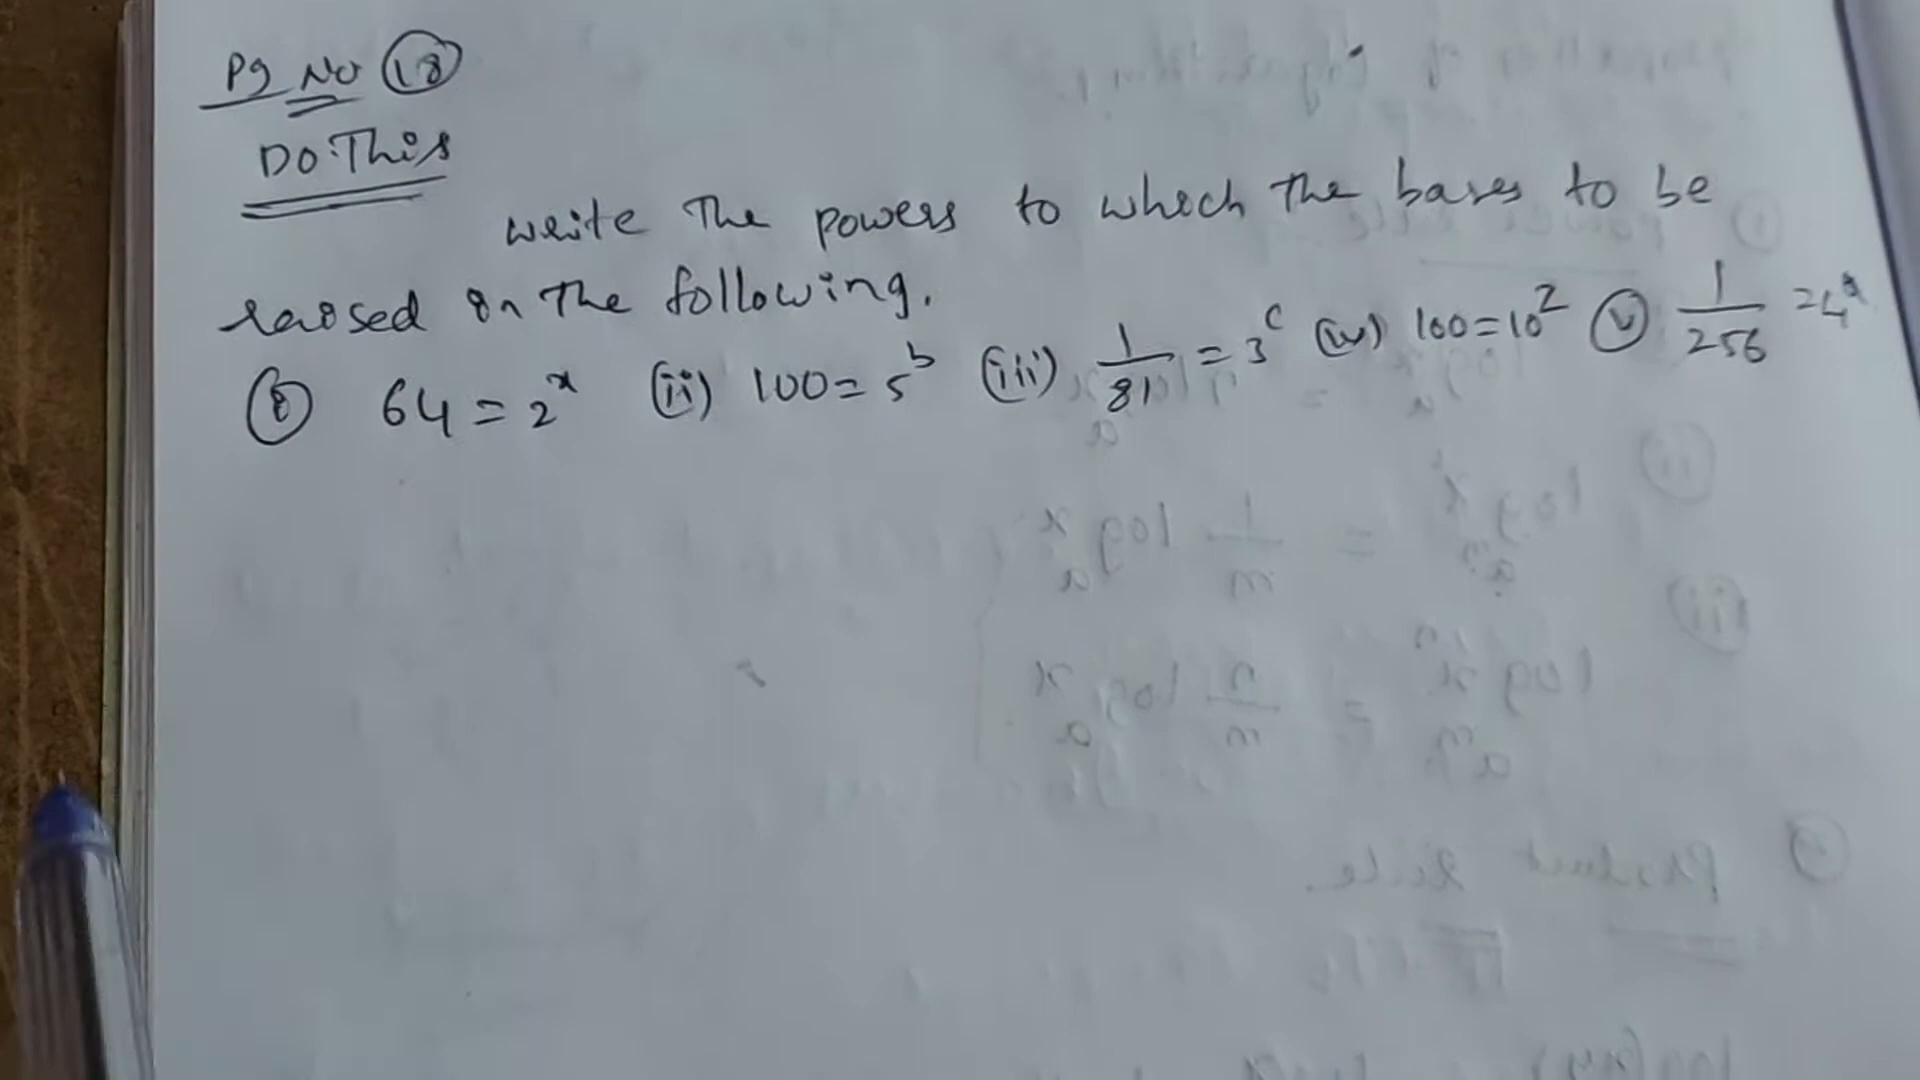 Pg No 18
Do This
write The powers to which The bases to be
raised in The following.
(i) 64 = 2^x (ii) 100 = 5^b (iii) 1/81 = 3^c (iv) 100 = 10^2 (v) 1/256 = 4^a